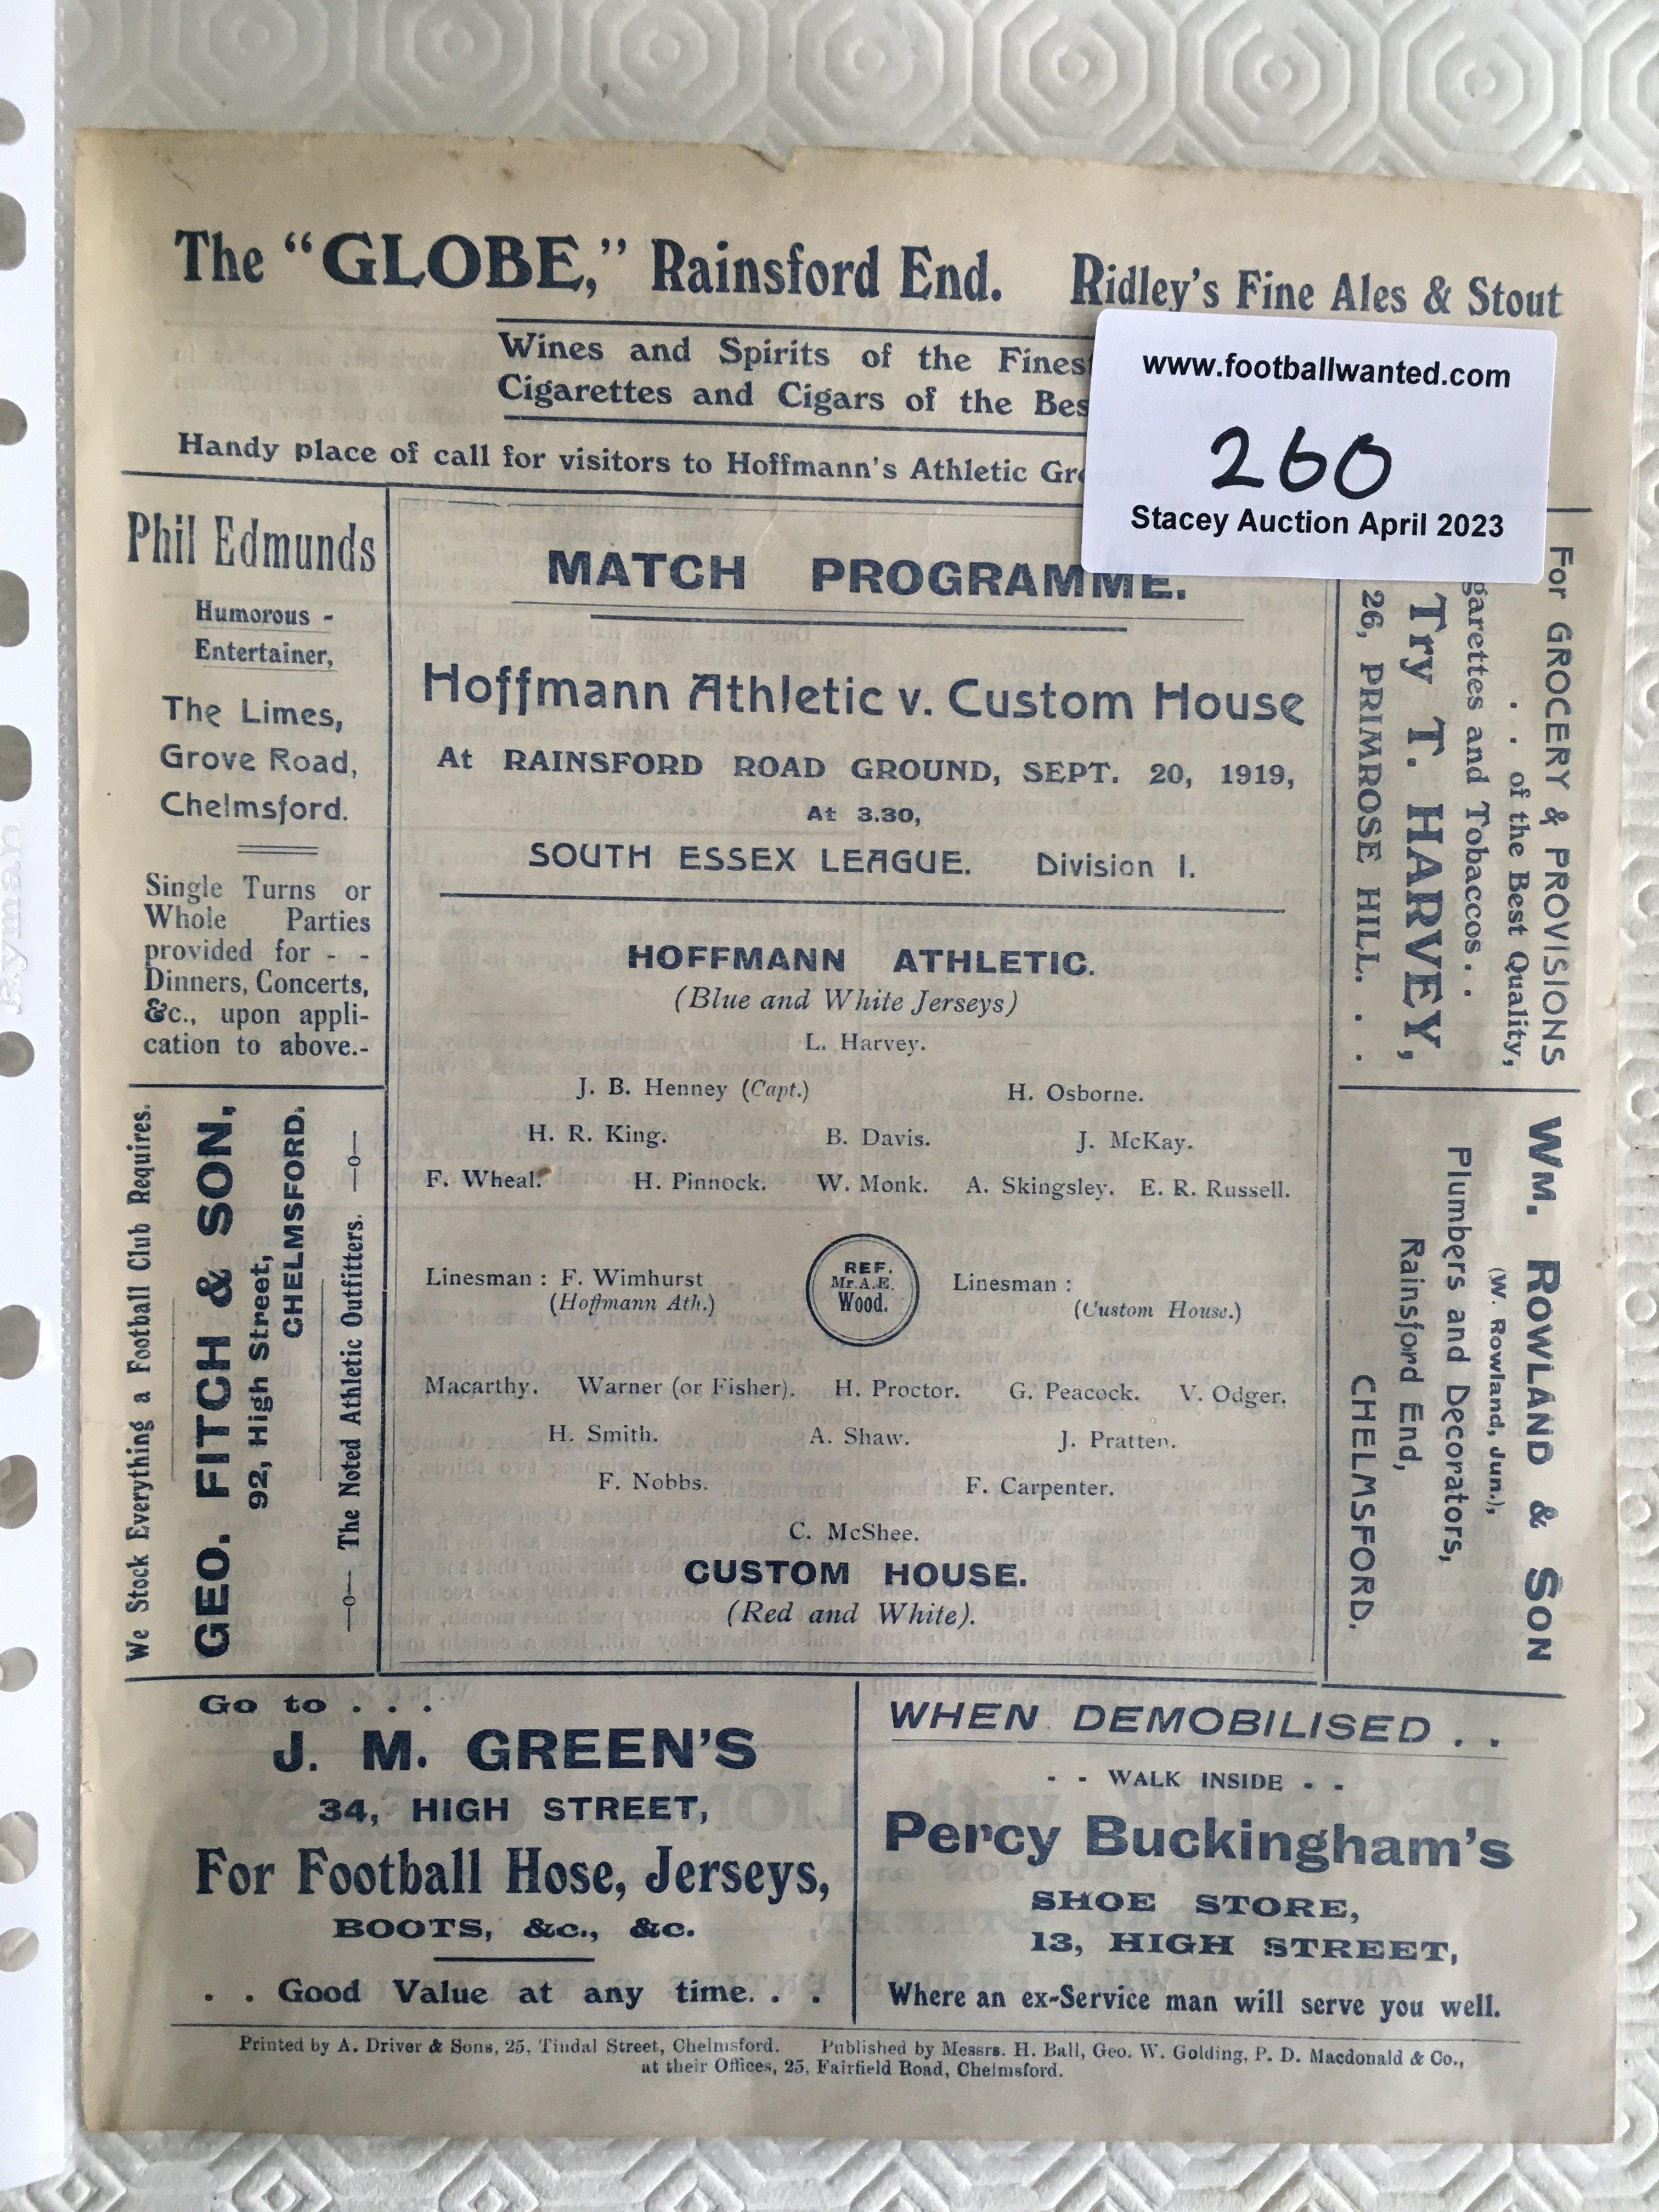 The "GLOBE," Rainsford End. Ridley's Fine Ales & Stout
Wines and Spirits of the Finest
Cigarettes and Cigars of the Bes
Handy place of call for visitors to Hoffmann's Athletic Gro
www.footballwanted.com
260
Stacey Auction April 2023
Phil Edmunds
Humorous -
Entertainer,
The Limes,
Grove Road,
Chelmsford.
Single Turns or
Whole Parties
provided for - -
Dinners, Concerts,
&c., upon appli-
cation to above.-
We Stock Everything a Football Club Requires.
GEO. FITCH & SON,
92, High Street,
CHELMSFORD.
—o— The Noted Athletic Outfitters. —o—
MATCH PROGRAMME.
Hoffmann Athletic v. Custom House
At RAINSFORD ROAD GROUND, SEPT. 20, 1919,
At 3.30,
SOUTH ESSEX LEAGUE. Division I.
HOFFMANN ATHLETIC.
(Blue and White Jerseys)
L. Harvey.
J. B. Henney (Capt.) H. Osborne.
H. R. King. B. Davis. J. McKay.
F. Wheal. H. Pinnock. W. Monk. A. Skingsley. E. R. Russell.
Linesman : F. Wimhurst
(Hoffmann Ath.)
REF.
Mr. A. E.
Wood.
Linesman :
(Custom House.)
Macarthy. Warner (or Fisher). H. Proctor. G. Peacock. V. Odger.
H. Smith. A. Shaw. J. Pratten.
F. Nobbs. F. Carpenter.
C. McShee.
CUSTOM HOUSE.
(Red and White).
For GROCERY & PROVISIONS
. . . of the Best Quality,
garettes and Tobaccos . .
Try T. HARVEY,
26, PRIMROSE HILL. . .
WM. ROWLAND & SON
(W. Rowland, Jun.),
Plumbers and Decorators,
Rainsford End,
CHELMSFORD.
Go to . . .
J. M. GREEN'S
34, HIGH STREET,
For Football Hose, Jerseys,
BOOTS, &c., &c.
. . Good Value at any time. . .
WHEN DEMOBILISED . .
- - WALK INSIDE - -
Percy Buckingham's
SHOE STORE,
13, HIGH STREET,
Where an ex-Service man will serve you well.
Printed by A. Driver & Sons, 25, Tindal Street, Chelmsford. Published by Messrs. H. Ball, Geo. W. Golding, P. D. Macdonald & Co.,
at their Offices, 25, Fairfield Road, Chelmsford.
Ryman